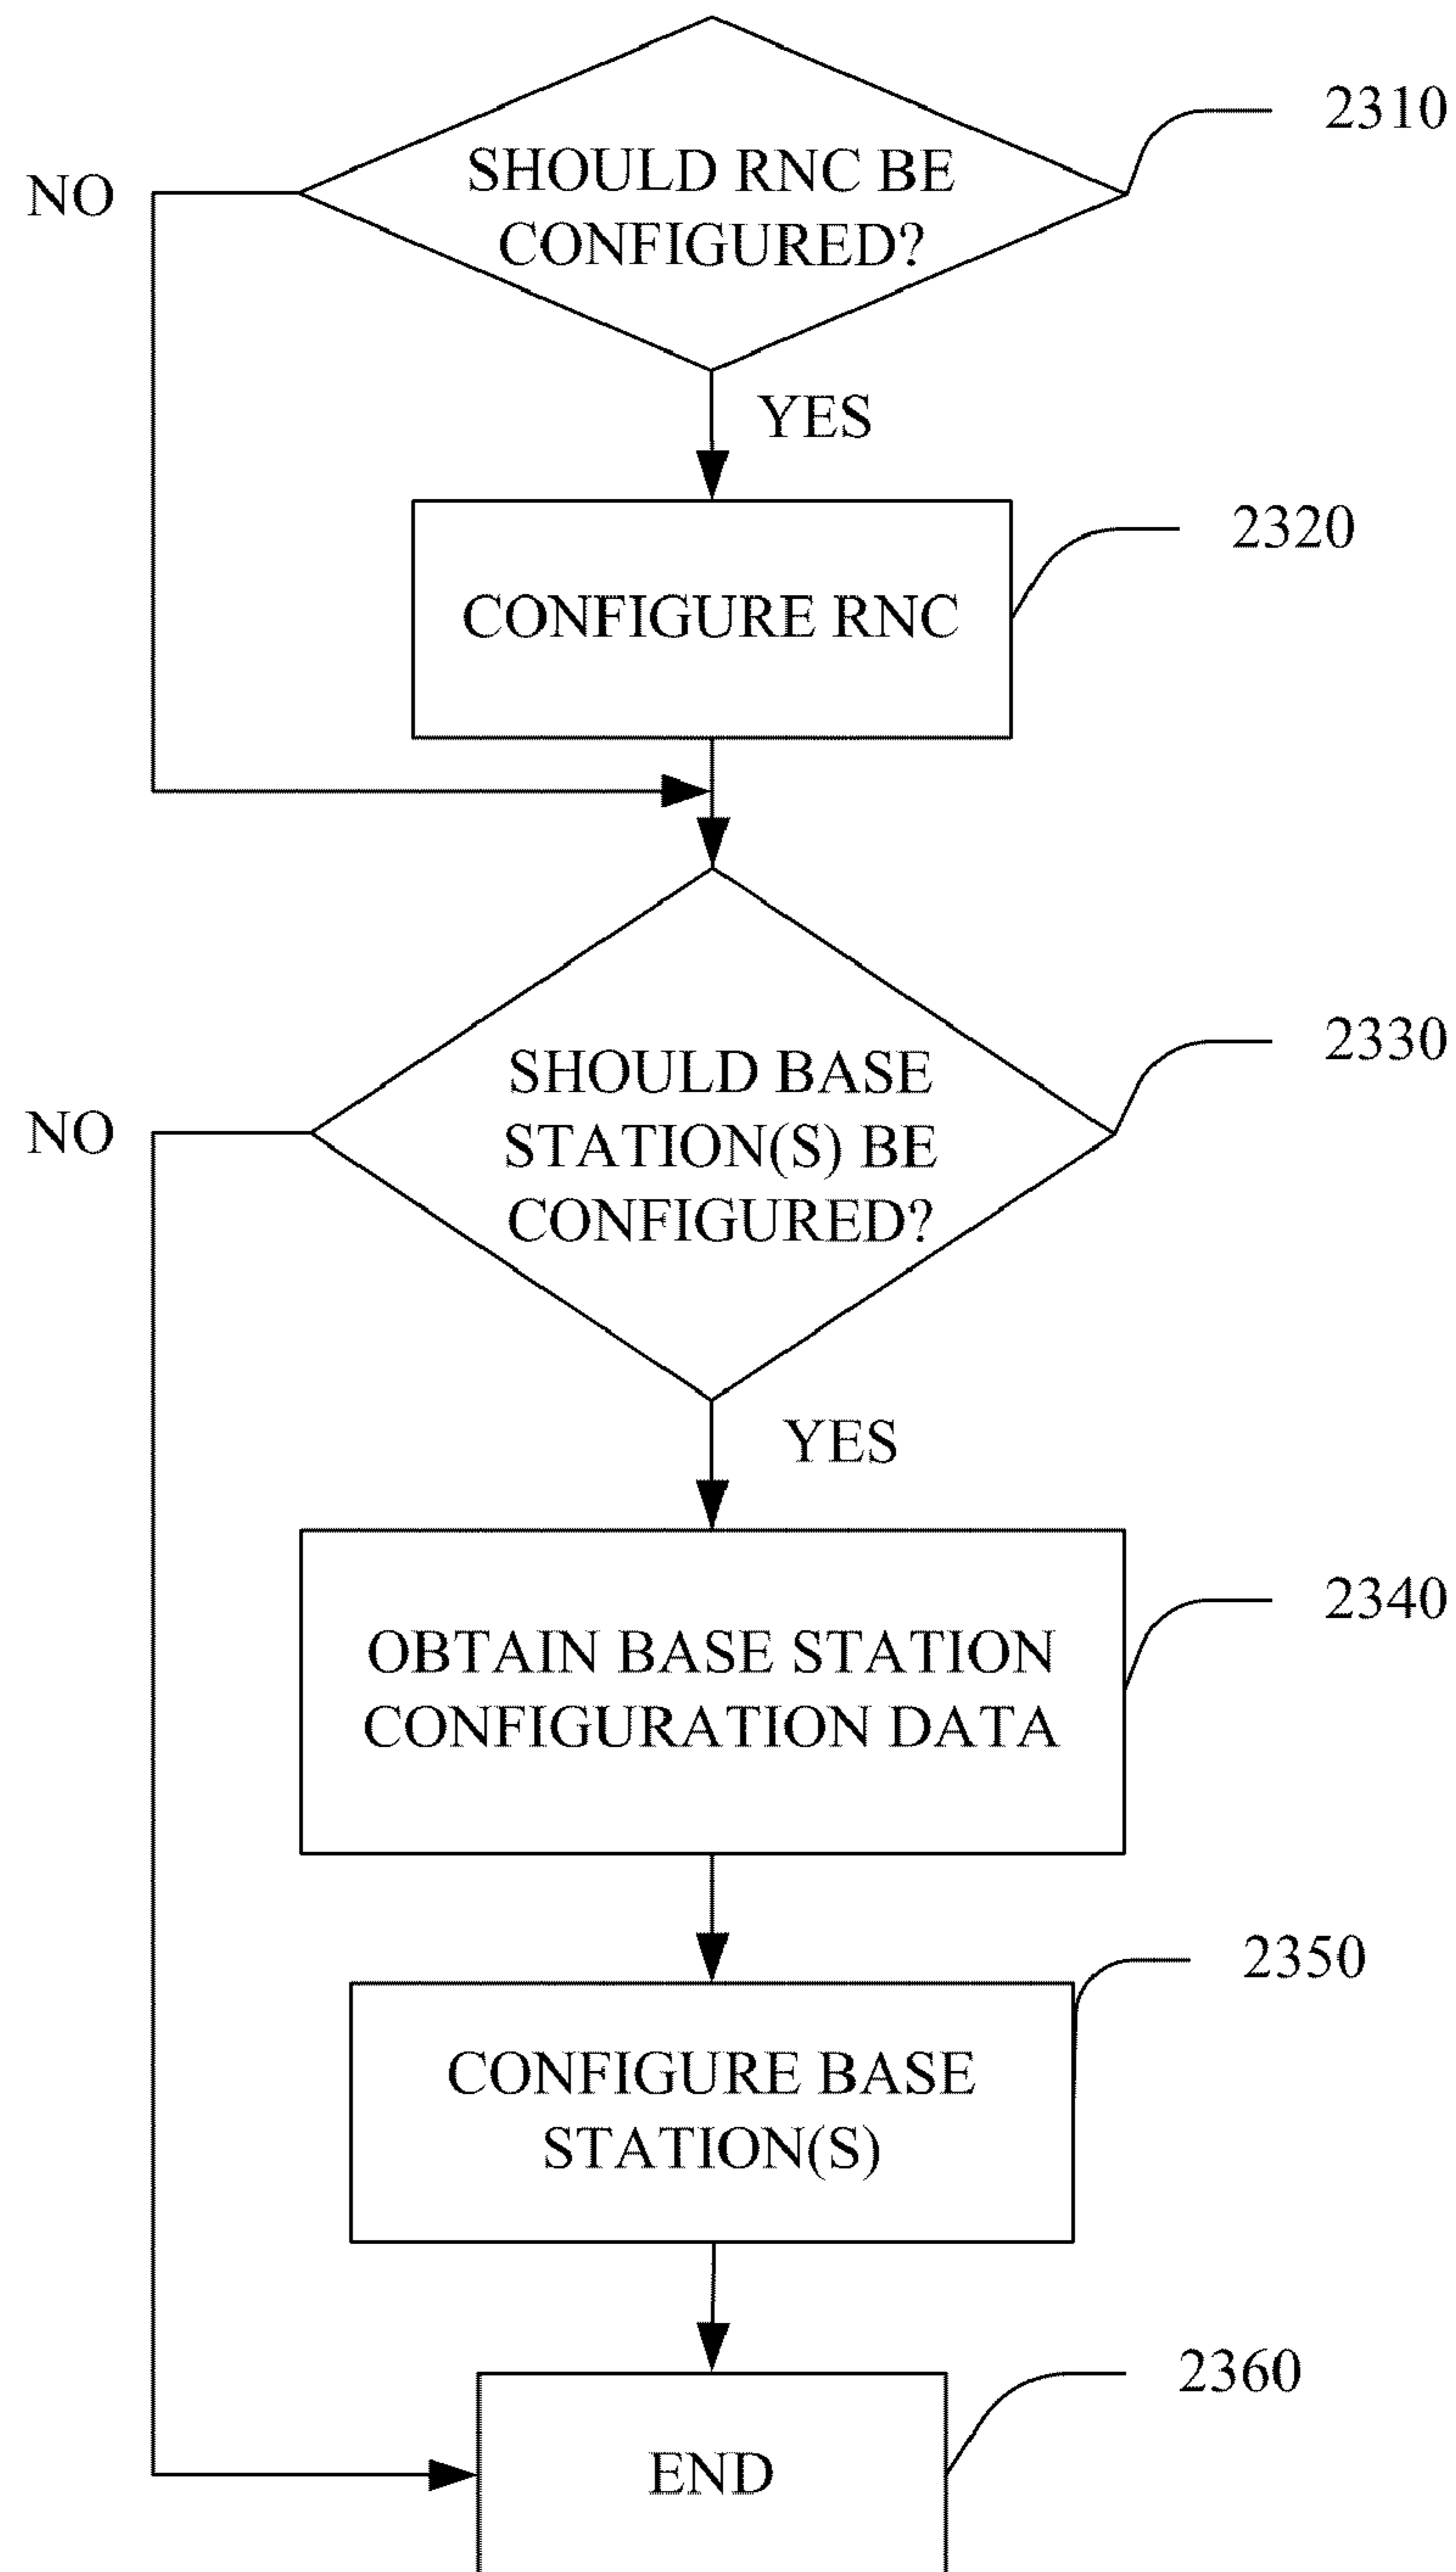 2310
SHOULD RNC BE
CONFIGURED?
NO
YES
2320
CONFIGURE RNC
2330
SHOULD BASE
STATION(S) BE
CONFIGURED?
NO
YES
2340
OBTAIN BASE STATION
CONFIGURATION DATA
2350
CONFIGURE BASE
STATION(S)
2360
END